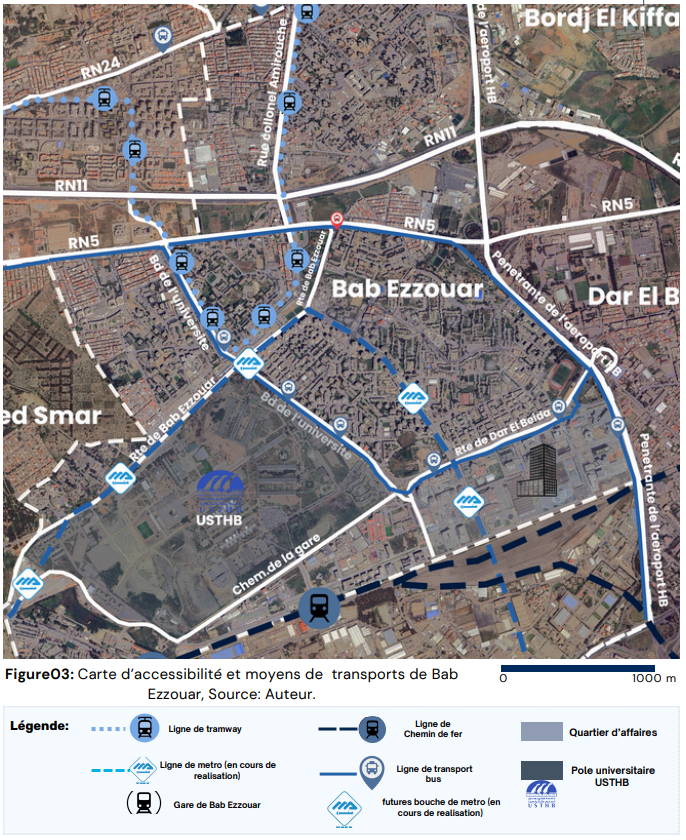 Bordj El Kiffa
RN24
Rue collonel Amirouche
de l'aeroport HB
RN11
RN11
RN5
RN5
RN5
Rte de Bab Ezzouar
Bab Ezzouar
Penetrante de l'aeroport HB
Dar El B
Bd de l'universite
ed Smar
Rte de Bab Ezzouar
Bd de l'universite
Rte de Dar El Beida
USTHB
Chem de la gare
Penetrante de l'aeroport HB
Figure03: Carte d'accessibilité et moyens de transports de Bab
Ezzouar, Source: Auteur.
0 1000 m
Légende:
Ligne de tramway
Ligne de
Chemin de fer
Quartier d'affaires
Ligne de metro (en cours de
realisation)
Ligne de transport
bus
Pole universitaire
USTHB
Gare de Bab Ezzouar
futures bouche de metro (en
cours de realisation)
USTHB